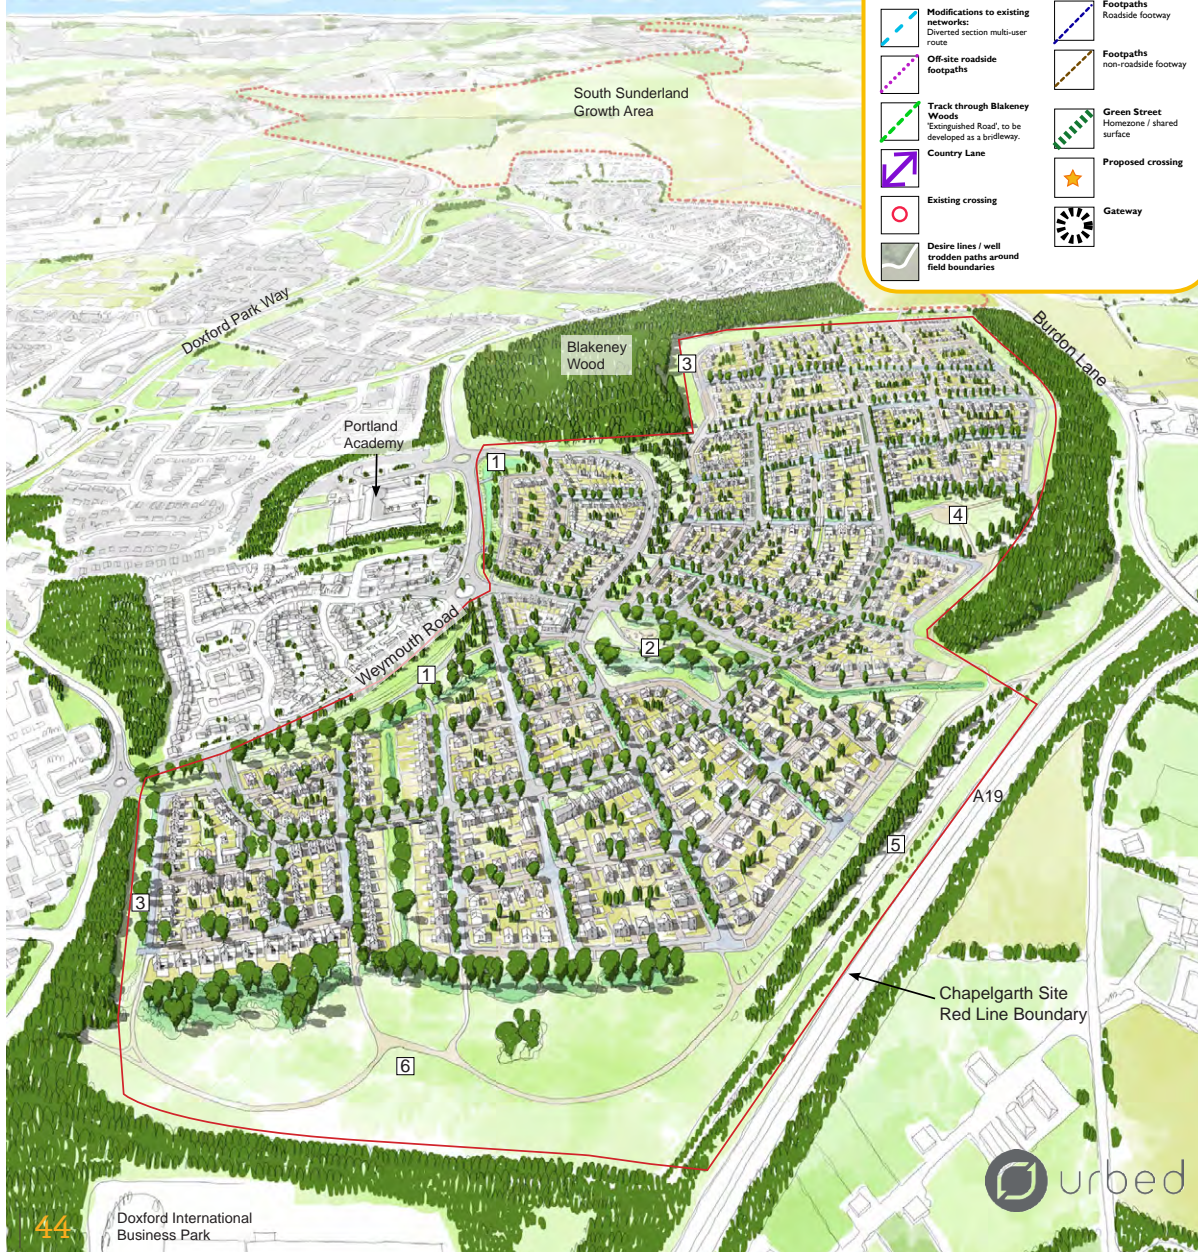 Modifications to existing
networks:
Diverted section multi-user
route
Off-site roadside
footpaths
Track through Blakeney
Woods
'Extinguished Road', to be
developed as a bridleway.
Country Lane
Existing crossing
Desire lines / well
trodden paths around
field boundaries
Footpaths
Roadside footway
Footpaths
non-roadside footway
Green Street
Homezone / shared
surface
Proposed crossing
Gateway
South Sunderland
Growth Area
Doxford Park Way
Burdon Lane
Blakeney
Wood
3
Portland
Academy
1
4
Weymouth Road
2
1
A19
5
3
Chapelgarth Site
Red Line Boundary
6
urbed
44
Doxford International
Business Park